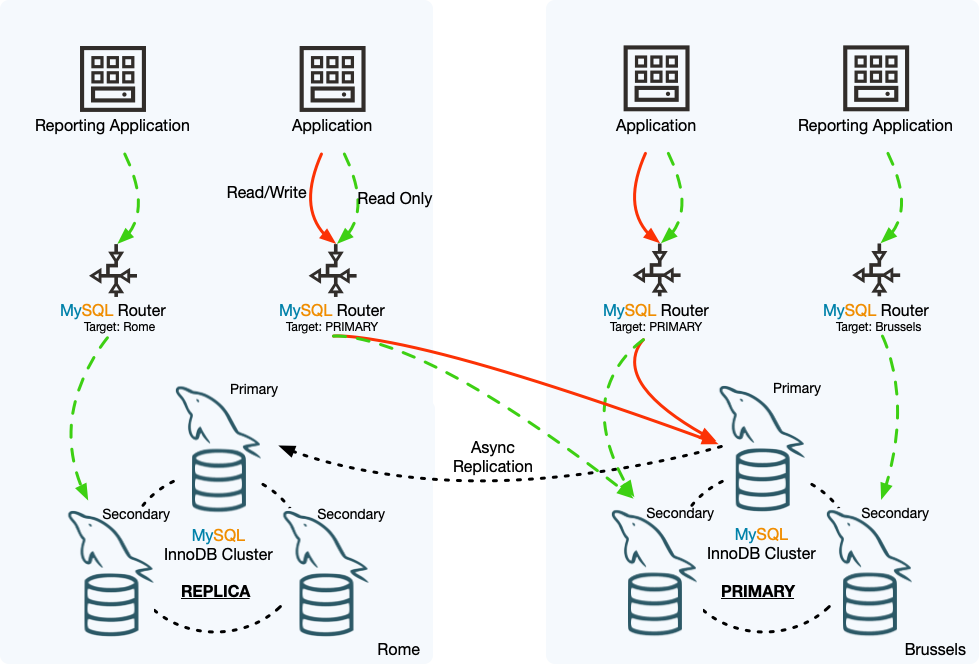 Reporting Application
Application
Application
Reporting Application
Read/Write
Read Only
MySQL Router
Target: Rome
MySQL Router
Target: PRIMARY
MySQL Router
Target: PRIMARY
MySQL Router
Target: Brussels
Primary
Primary
Async
Replication
Secondary
Secondary
MySQL
InnoDB Cluster
REPLICA
Secondary
Secondary
MySQL
InnoDB Cluster
PRIMARY
Rome
Brussels